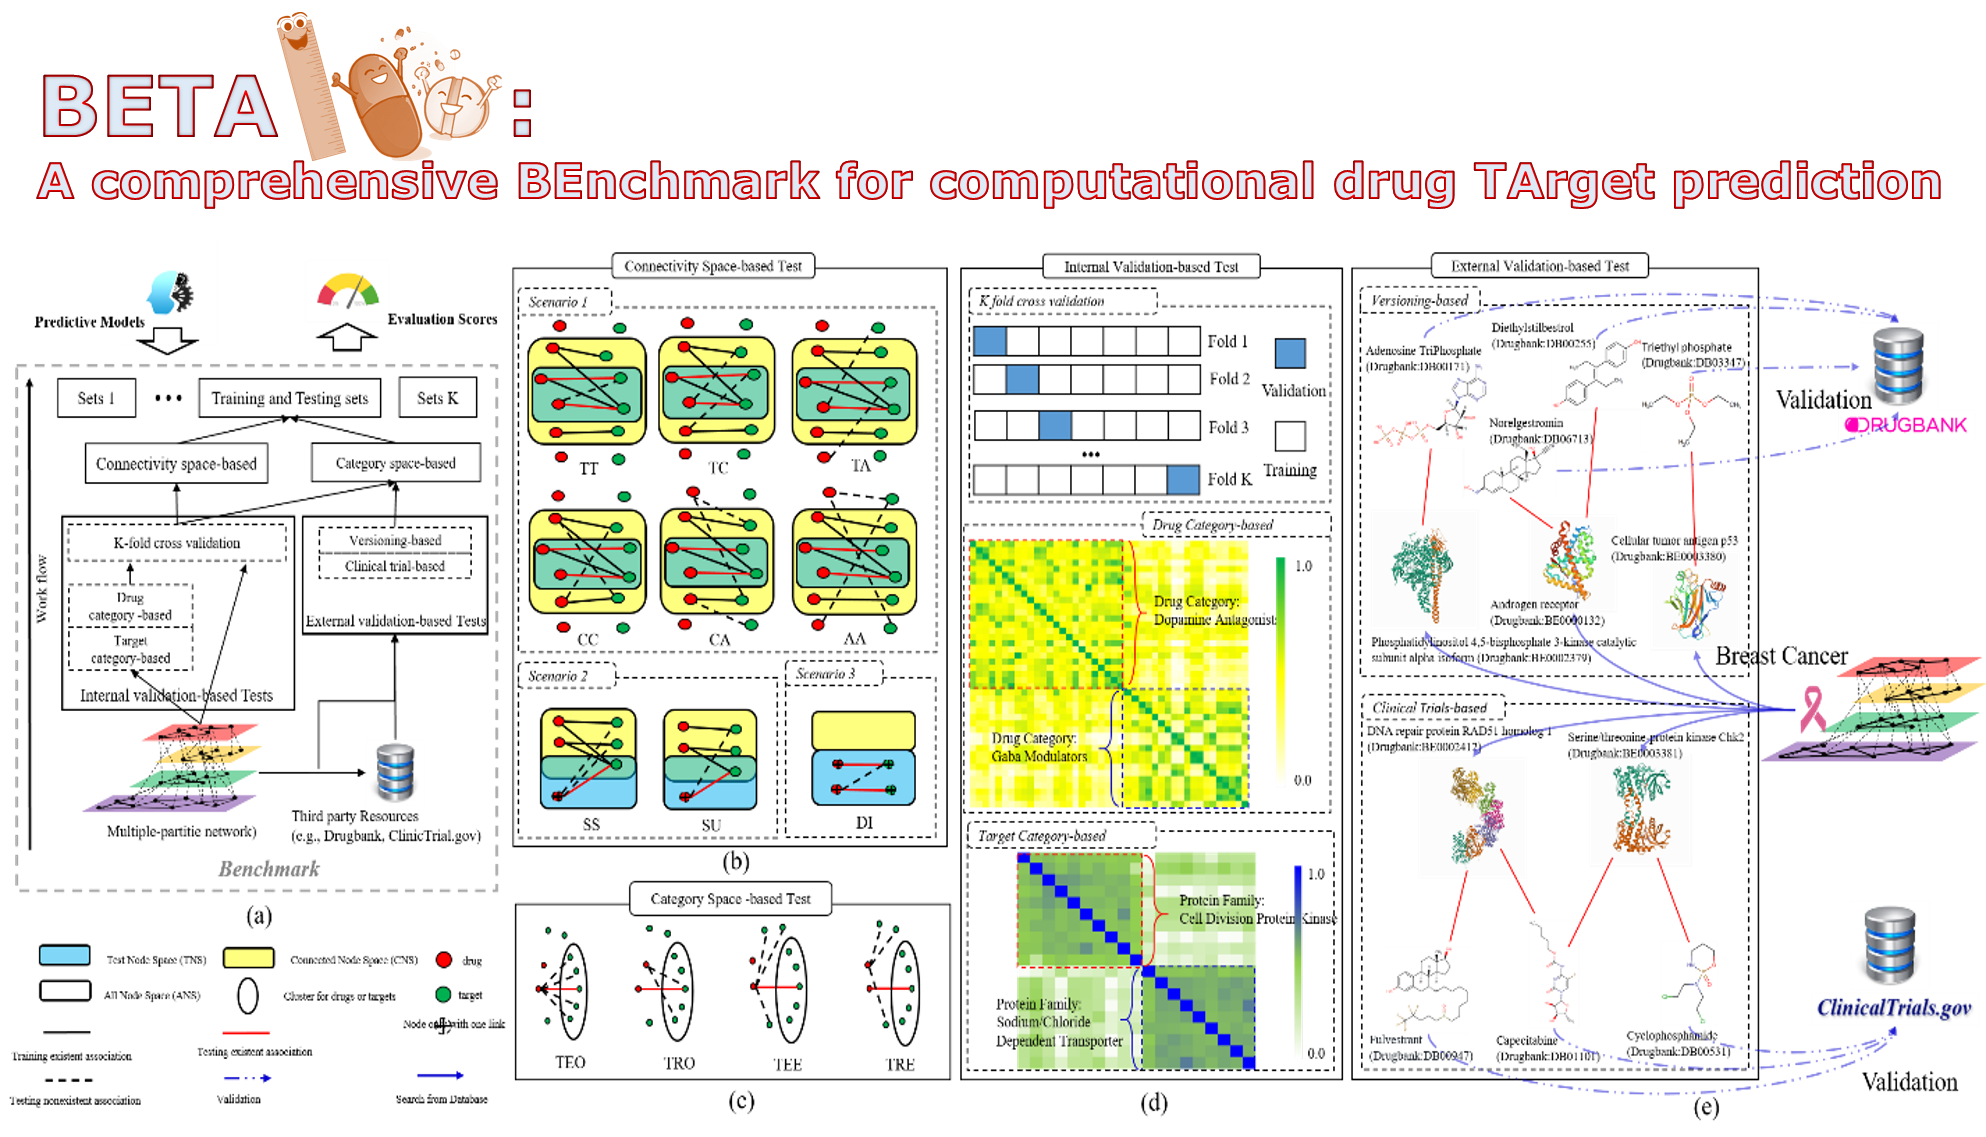 BETA :
A comprehensive BEnchmark for computational drug TArget prediction
Predictive Models
Evaluation Scores
Work flow
Sets 1
•••
Training and Testing sets
Sets K
Connectivity space-based
Category space-based
K-fold cross validation
Drug
category -based
Target
category-based
Internal validation-based Tests
Versioning-based
Clinical trial-based
External validation-based Tests
Multiple-partitie network)
Third party Resources
(e.g., Drugbank, ClinicTrial.gov)
Benchmark
(a)
Test Node Space (TNS)
Connected Node Space (CNS)
drug
All Node Space (ANS)
Cluster for drugs or targets
target
Node only with one link
Training existent association
Testing existent association
Testing nonexistent association
Validation
Search from Database
Connectivity Space-based Test
Scenario 1
TT
TC
TA
CC
CA
AA
Scenario 2
Scenario 3
SS
SU
DI
(b)
Category Space -based Test
TEO
TRO
TEE
TRE
(c)
Internal Validation-based Test
K fold cross validation
Fold 1
Fold 2
Fold 3
•••
Fold K
Validation
Training
Drug Category-based
1.0
Drug Category:
Dopamine Antagonists
Drug Category:
Gaba Modulators
0.0
Target Category-based
1.0
Protein Family:
Cell Division Protein Kinase
Protein Family:
Sodium/Chloride
Dependent Transporter
0.0
(d)
External Validation-based Test
Versioning-based
Diethylstilbestrol
(Drugbank:DB00255)
Adenosine TriPhosphate
(Drugbank:DB00171)
Triethyl phosphate
(Drugbank:DB03347)
Norelgestromin
(Drugbank:DB06713)
Cellular tumor antigen p53
(Drugbank:BE0003380)
Androgen receptor
(Drugbank:BE0000132)
Phosphatidylinositol 4,5-bisphosphate 3-kinase catalytic
subunit alpha isoform (Drugbank:BE0002379)
Clinical Trials-based
DNA repair protein RAD51 homolog 1
(Drugbank:BE0002417)
Serine/threonine-protein kinase Chk2
(Drugbank:BE0003381)
Fulvestrant
(Drugbank:DB00947)
Capecitabine
(Drugbank:DB01101)
Cyclophosphamide
(Drugbank:DB00531)
(e)
Validation
DRUGBANK
Breast Cancer
ClinicalTrials.gov
Validation